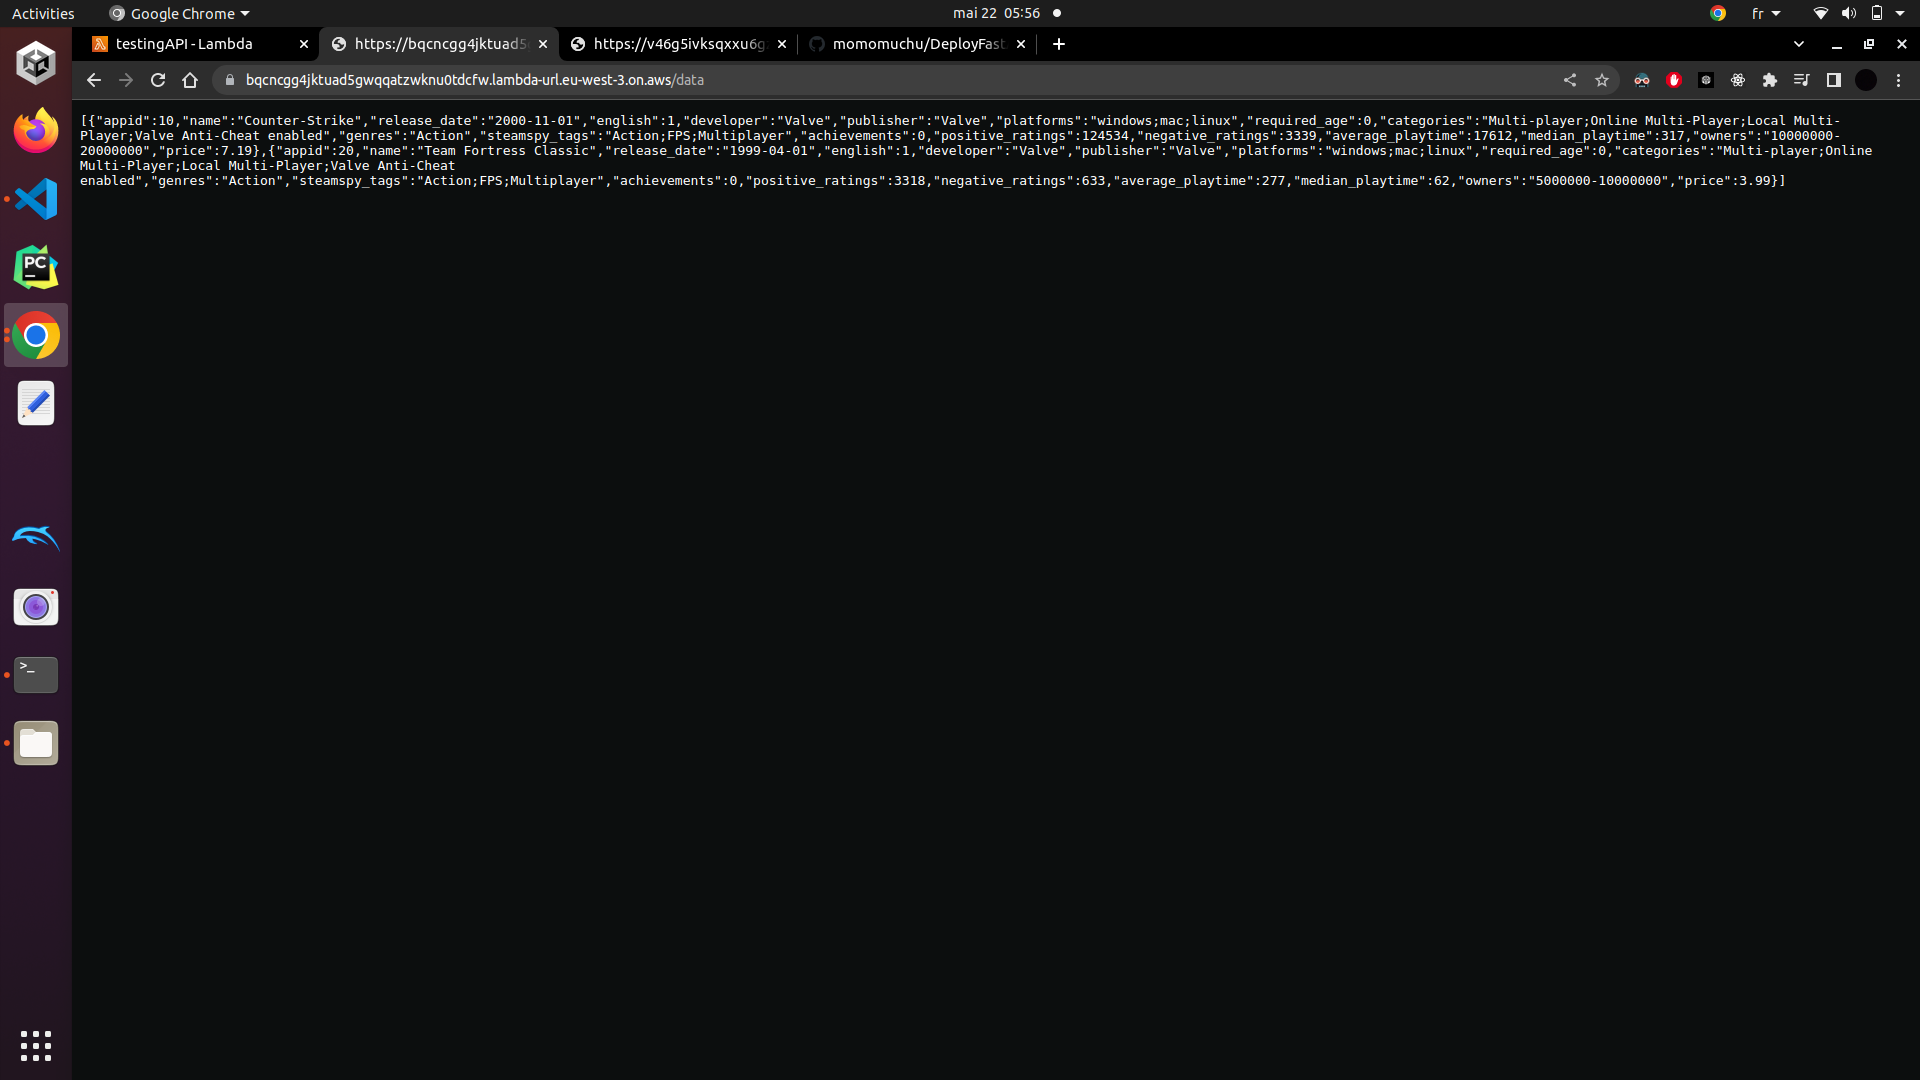 Activities
Google Chrome
mai 22 05:56
fr
testingAPI - Lambda
https://bqcncgg4jktuad5
https://v46g5ivksqxxu6g
momomuchu/DeployFast
bqcncgg4jktuad5gwqqatzwknu0tdcfw.lambda-url.eu-west-3.on.aws/data
[{"appid":10,"name":"Counter-Strike","release_date":"2000-11-01","english":1,"developer":"Valve","publisher":"Valve","platforms":"windows;mac;linux","required_age":0,"categories":"Multi-player;Online Multi-Player;Local Multi-
Player;Valve Anti-Cheat enabled","genres":"Action","steamspy_tags":"Action;FPS;Multiplayer","achievements":0,"positive_ratings":124534,"negative_ratings":3339,"average_playtime":17612,"median_playtime":317,"owners":"10000000-
20000000","price":7.19},{"appid":20,"name":"Team Fortress Classic","release_date":"1999-04-01","english":1,"developer":"Valve","publisher":"Valve","platforms":"windows;mac;linux","required_age":0,"categories":"Multi-player;Online
Multi-Player;Local Multi-Player;Valve Anti-Cheat
enabled","genres":"Action","steamspy_tags":"Action;FPS;Multiplayer","achievements":0,"positive_ratings":3318,"negative_ratings":633,"average_playtime":277,"median_playtime":62,"owners":"5000000-10000000","price":3.99}]
PC
>_